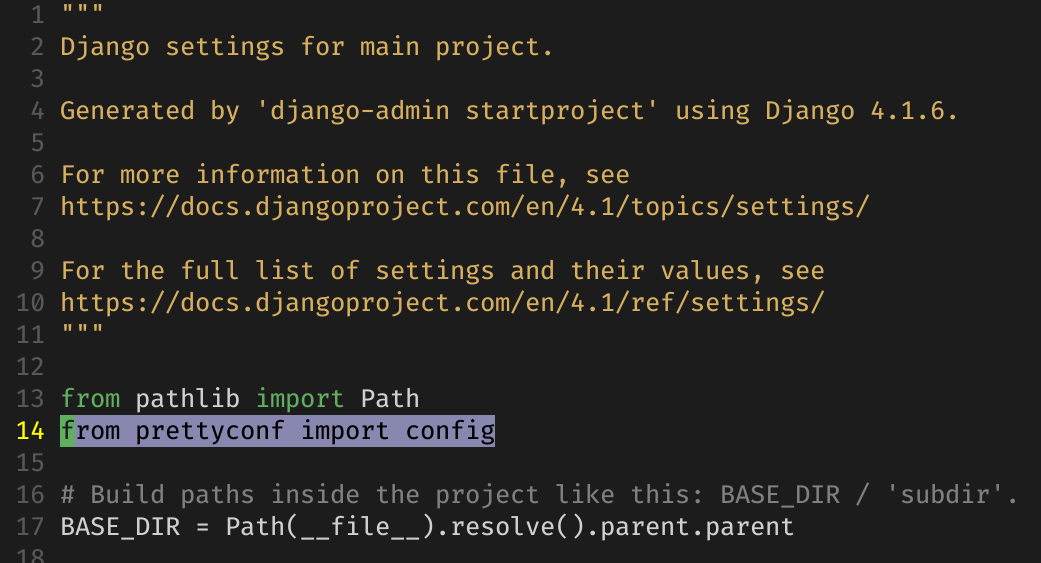 1 """
2 Django settings for main project.
3
4 Generated by 'django-admin startproject' using Django 4.1.6.
5
6 For more information on this file, see
7 https://docs.djangoproject.com/en/4.1/topics/settings/
8
9 For the full list of settings and their values, see
10 https://docs.djangoproject.com/en/4.1/ref/settings/
11 """
12
13 from pathlib import Path
14 from prettyconf import config
15
16 # Build paths inside the project like this: BASE_DIR / 'subdir'.
17 BASE_DIR = Path(__file__).resolve().parent.parent
18